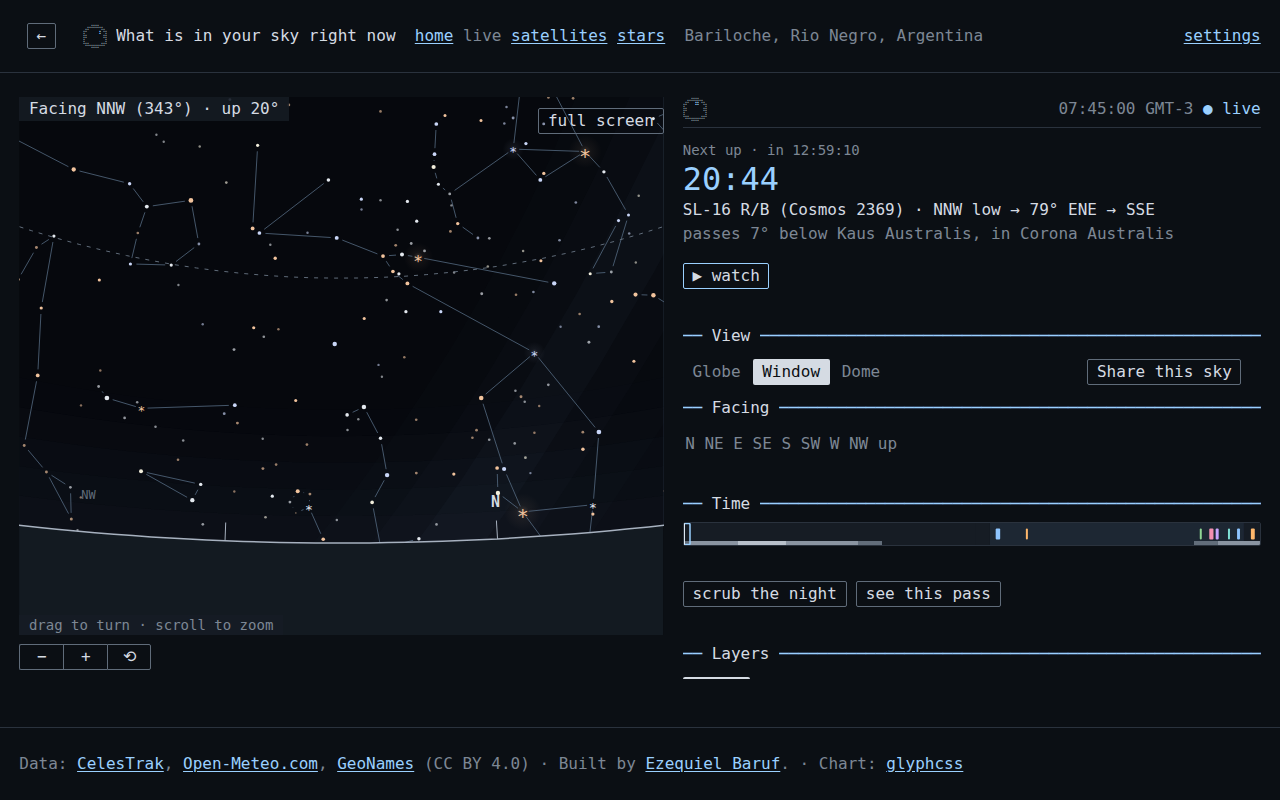 ← What is in your sky right now home live satellites stars Bariloche, Rio Negro, Argentina settings
Facing NNW (343°) · up 20°
full screen
NW
N
drag to turn · scroll to zoom
− + ⟲
07:45:00 GMT-3 ● live
Next up · in 12:59:10
20:44
SL-16 R/B (Cosmos 2369) · NNW low → 79° ENE → SSE
passes 7° below Kaus Australis, in Corona Australis
▶ watch
View
Globe Window Dome Share this sky
Facing
N NE E SE S SW W NW up
Time
scrub the night see this pass
Layers
Data: CelesTrak, Open-Meteo.com, GeoNames (CC BY 4.0) · Built by Ezequiel Baruf. · Chart: glyphcss